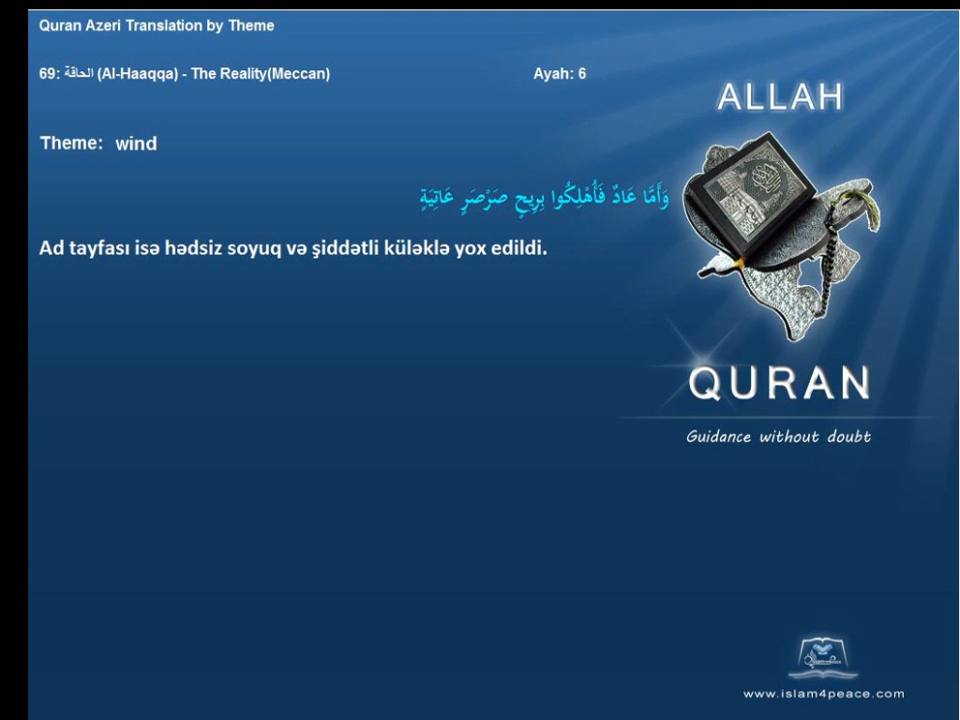 Quran Azeri Translation by Theme
69: الحاقة (Al-Haaqqa) - The Reality(Meccan) Ayah: 6
ALLAH
Theme: wind
وَأَمَّا عَادٌ فَأُهْلِكُوا بِرِيحٍ صَرْصَرٍ عَاتِيَةٍ
Ad tayfası isə hədsiz soyuq və şiddətli küləklə yox edildi.
QURAN
Guidance without doubt
www.islam4peace.com